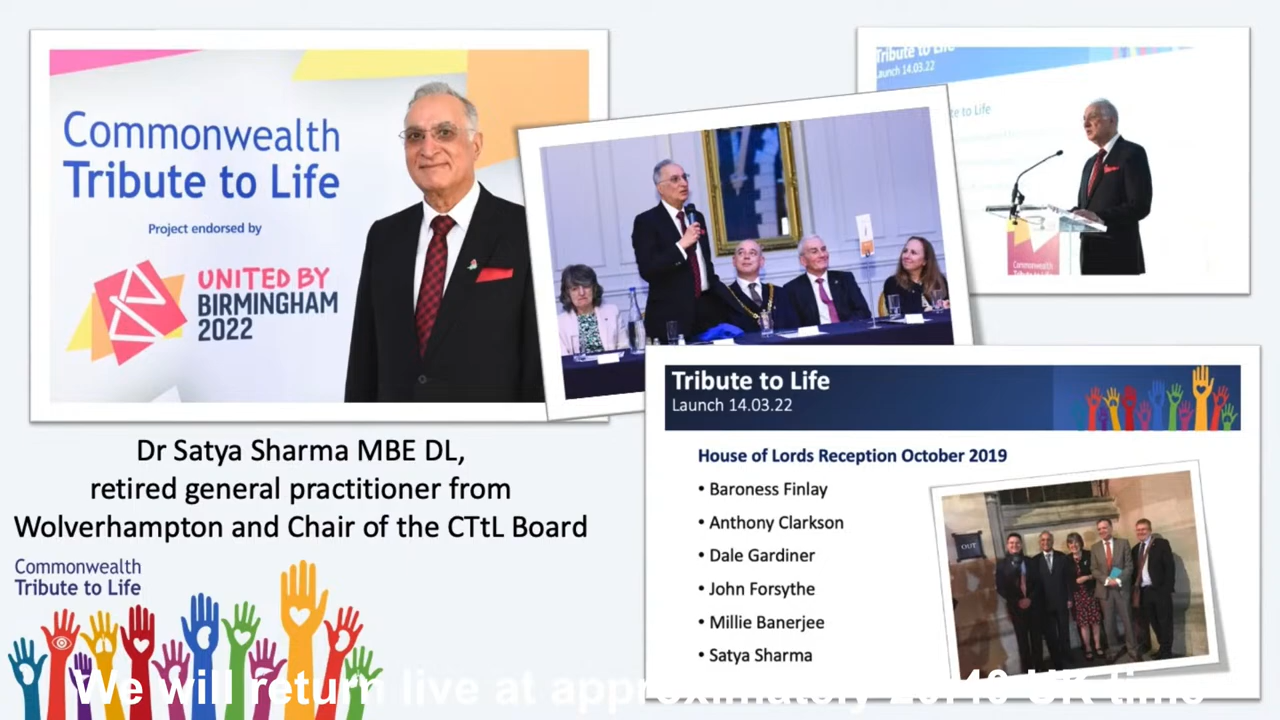 Commonwealth
Tribute to Life
Project endorsed by
UNITED BY
BIRMINGHAM
2022
Tribute to Life
Launch 14.03.22
Tribute to Life
Launch 14.03.22
House of Lords Reception October 2019
• Baroness Finlay
• Anthony Clarkson
• Dale Gardiner
• John Forsythe
• Millie Banerjee
• Satya Sharma
OUT
Dr Satya Sharma MBE DL,
retired general practitioner from
Wolverhampton and Chair of the CTtL Board
Commonwealth
Tribute to Life
We will return live at approximately UK time